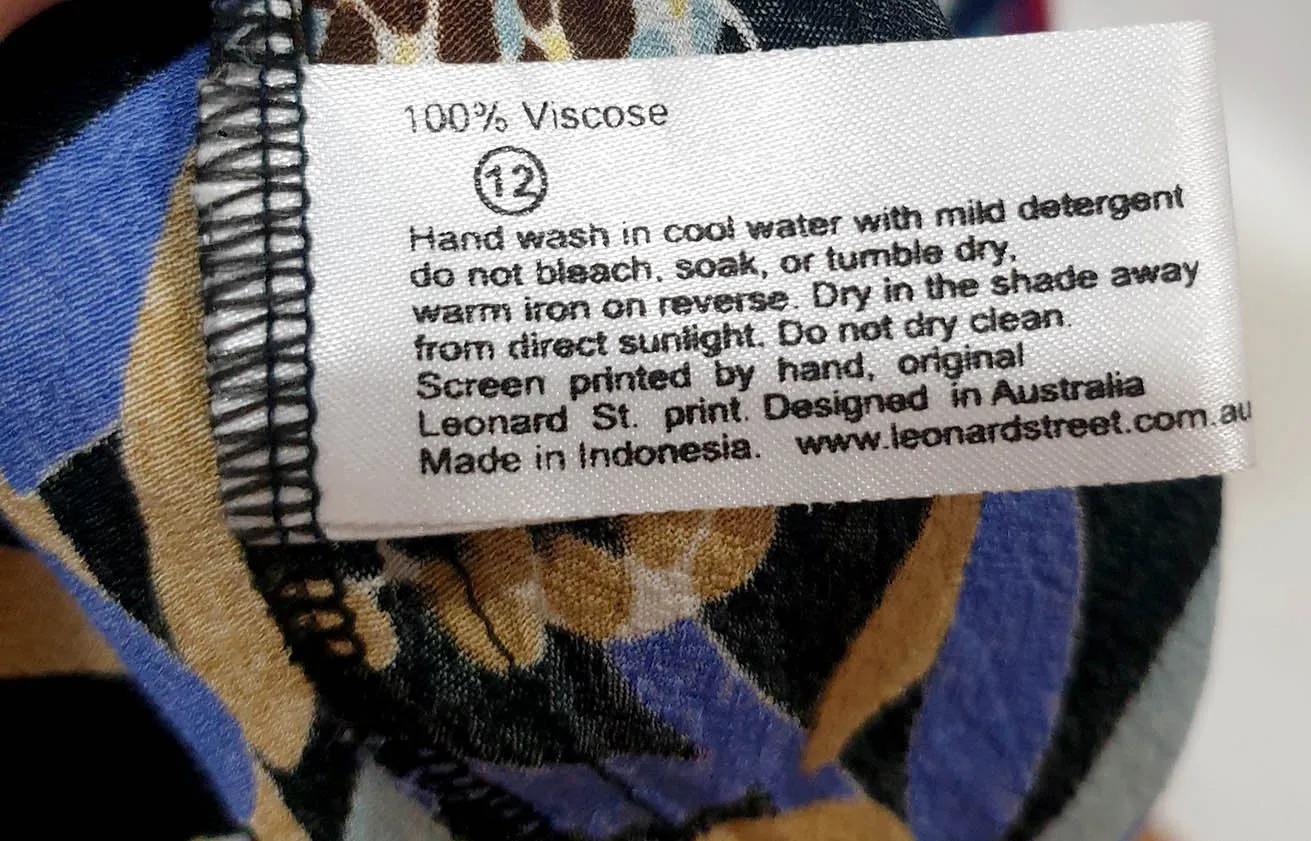 100% Viscose
12
Hand wash in cool water with mild detergent
do not bleach, soak, or tumble dry,
warm iron on reverse. Dry in the shade away
from direct sunlight. Do not dry clean.
Screen printed by hand, original
Leonard St. print. Designed in Australia
Made in Indonesia. www.leonardstreet.com.au